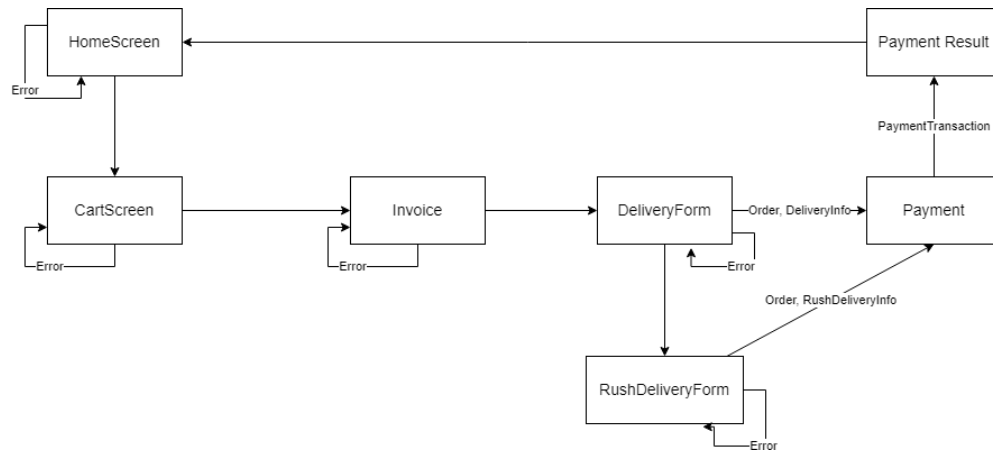 HomeScreen
Payment Result
Error
PaymentTransaction
CartScreen
Invoice
DeliveryForm
Order, DeliveryInfo
Payment
Error
Error
Error
Order, RushDeliveryInfo
RushDeliveryForm
Error